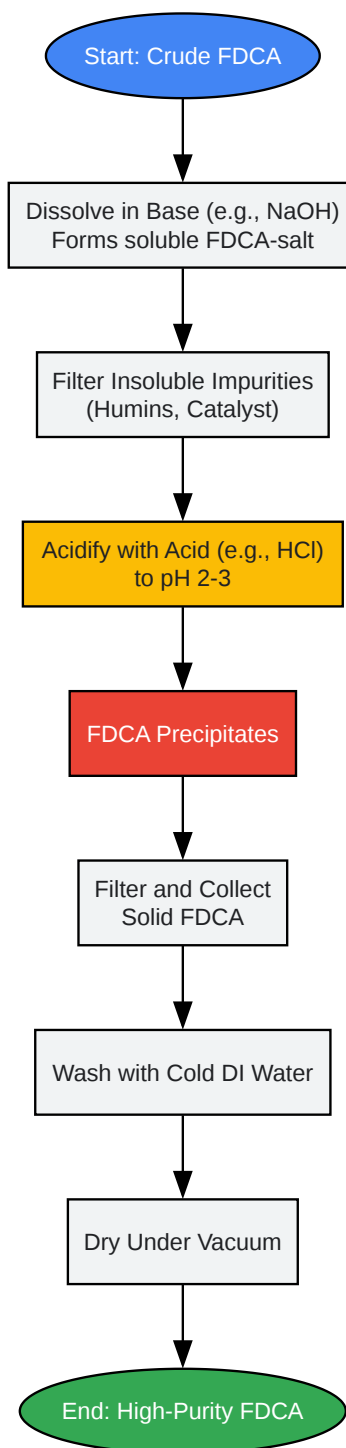 Start: Crude FDCA
Dissolve in Base (e.g., NaOH)
Forms soluble FDCA-salt
Filter Insoluble Impurities
(Humins, Catalyst)
Acidify with Acid (e.g., HCl)
to pH 2-3
FDCA Precipitates
Filter and Collect
Solid FDCA
Wash with Cold DI Water
Dry Under Vacuum
End: High-Purity FDCA